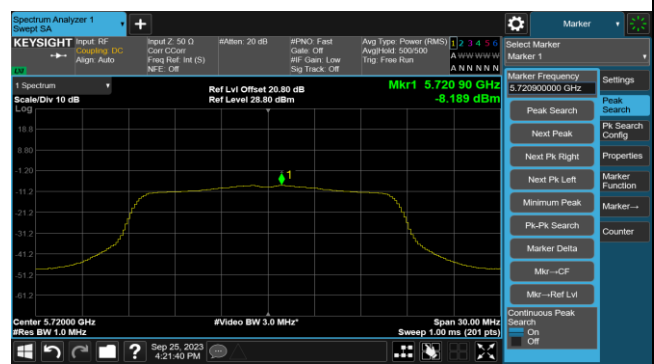 Spectrum Analyzer 1
Swept SA
Marker
KEYSIGHT
Input: RF
Coupling: DC
Align: Auto
Input Z: 50 Ω
Corr CCorr
Freq Ref: Int (S)
NFE: Off
#Atten: 20 dB
#PNO: Fast
Gate: Off
#IF Gain: Low
Sig Track: Off
Avg Type: Power (RMS)
Avg|Hold: 500/500
Trig: Free Run
1 2 3 4 5 6
A W W W W W
A N N N N N
Select Marker
Marker 1
1 Spectrum
Scale/Div 10 dB
Log
Ref Lvl Offset 20.80 dB
Ref Level 28.80 dBm
Mkr1 5.720 90 GHz
-8.189 dBm
18.8
8.80
-1.20
-11.2
-21.2
-31.2
-41.2
-51.2
-61.2
1
Center 5.72000 GHz
#Res BW 1.0 MHz
#Video BW 3.0 MHz*
Span 30.00 MHz
Sweep 1.00 ms (201 pts)
Marker Frequency
5.720900000 GHz
Peak Search
Next Peak
Next Pk Right
Next Pk Left
Minimum Peak
Pk-Pk Search
Marker Delta
Mkr→CF
Mkr→Ref Lvl
Continuous Peak
Search
On
Off
Settings
Peak
Search
Pk Search
Config
Properties
Marker
Function
Marker→
Counter
Sep 25, 2023
4:21:40 PM